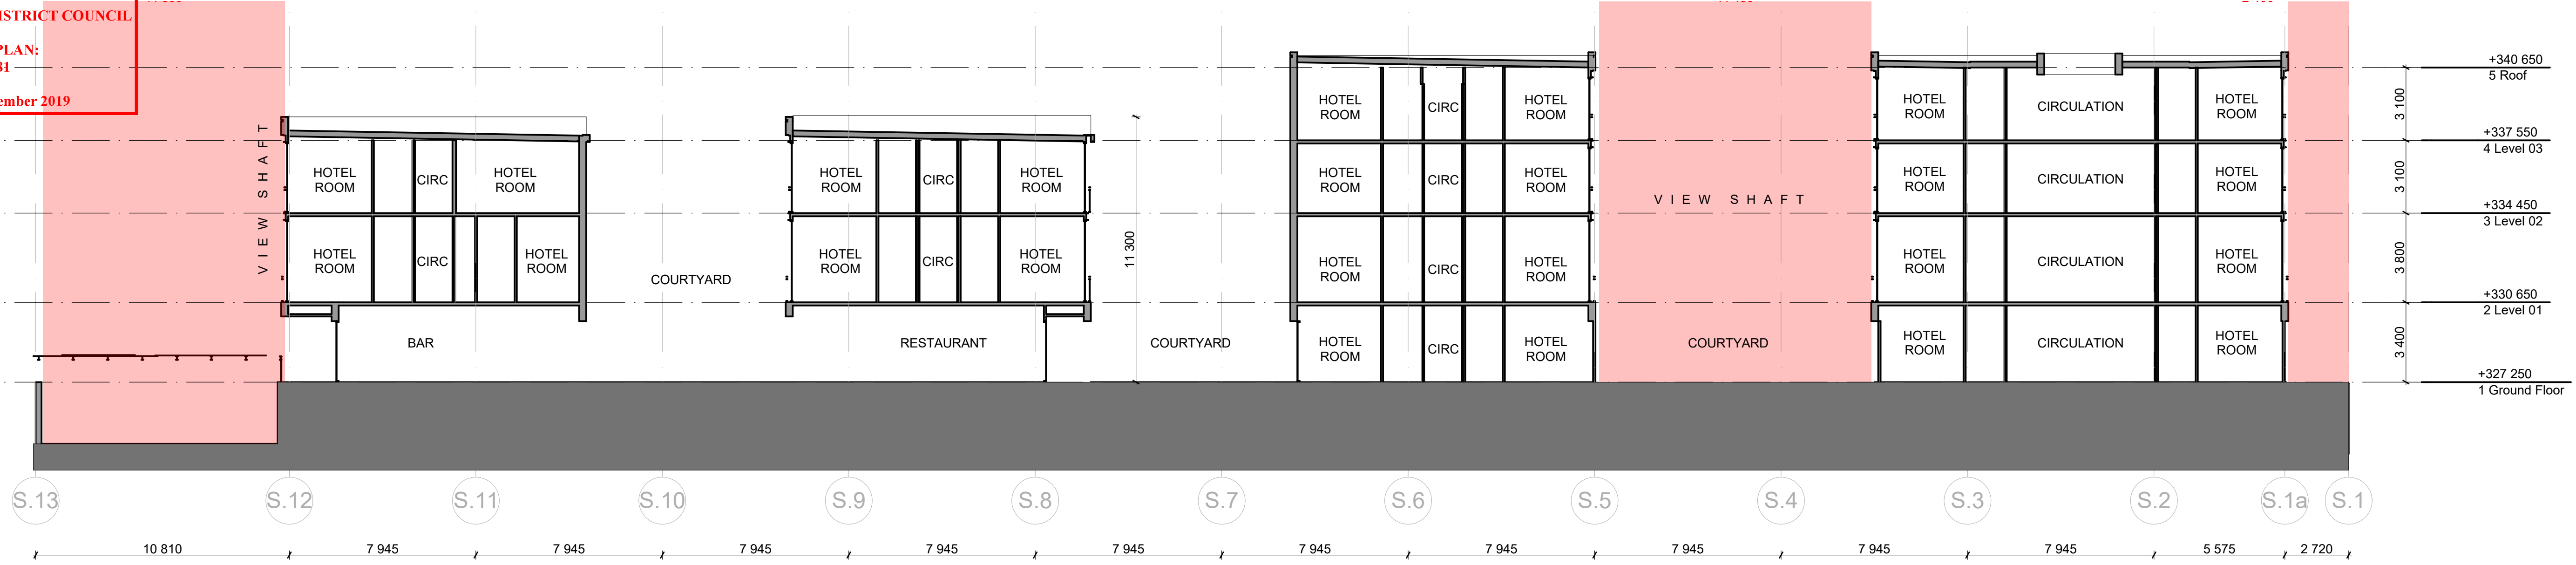 ISTRICT COUNCIL
PLAN:
31
ember 2019
VIEW SHAFT
HOTEL
ROOM
CIRC
HOTEL
ROOM
HOTEL
ROOM
CIRC
HOTEL
ROOM
BAR
COURTYARD
HOTEL
ROOM
CIRC
HOTEL
ROOM
HOTEL
ROOM
CIRC
HOTEL
ROOM
RESTAURANT
11 300
COURTYARD
HOTEL
ROOM
CIRC
HOTEL
ROOM
HOTEL
ROOM
CIRC
HOTEL
ROOM
HOTEL
ROOM
CIRC
HOTEL
ROOM
HOTEL
ROOM
CIRC
HOTEL
ROOM
VIEW SHAFT
COURTYARD
HOTEL
ROOM
CIRCULATION
HOTEL
ROOM
HOTEL
ROOM
CIRCULATION
HOTEL
ROOM
HOTEL
ROOM
CIRCULATION
HOTEL
ROOM
HOTEL
ROOM
CIRCULATION
HOTEL
ROOM
3 100
3 100
3 800
3 400
+340 650
5 Roof
+337 550
4 Level 03
+334 450
3 Level 02
+330 650
2 Level 01
+327 250
1 Ground Floor
S.13 S.12 S.11 S.10 S.9 S.8 S.7 S.6 S.5 S.4 S.3 S.2 S.1a S.1
10 810 7 945 7 945 7 945 7 945 7 945 7 945 7 945 7 945 7 945 7 945 5 575 2 720